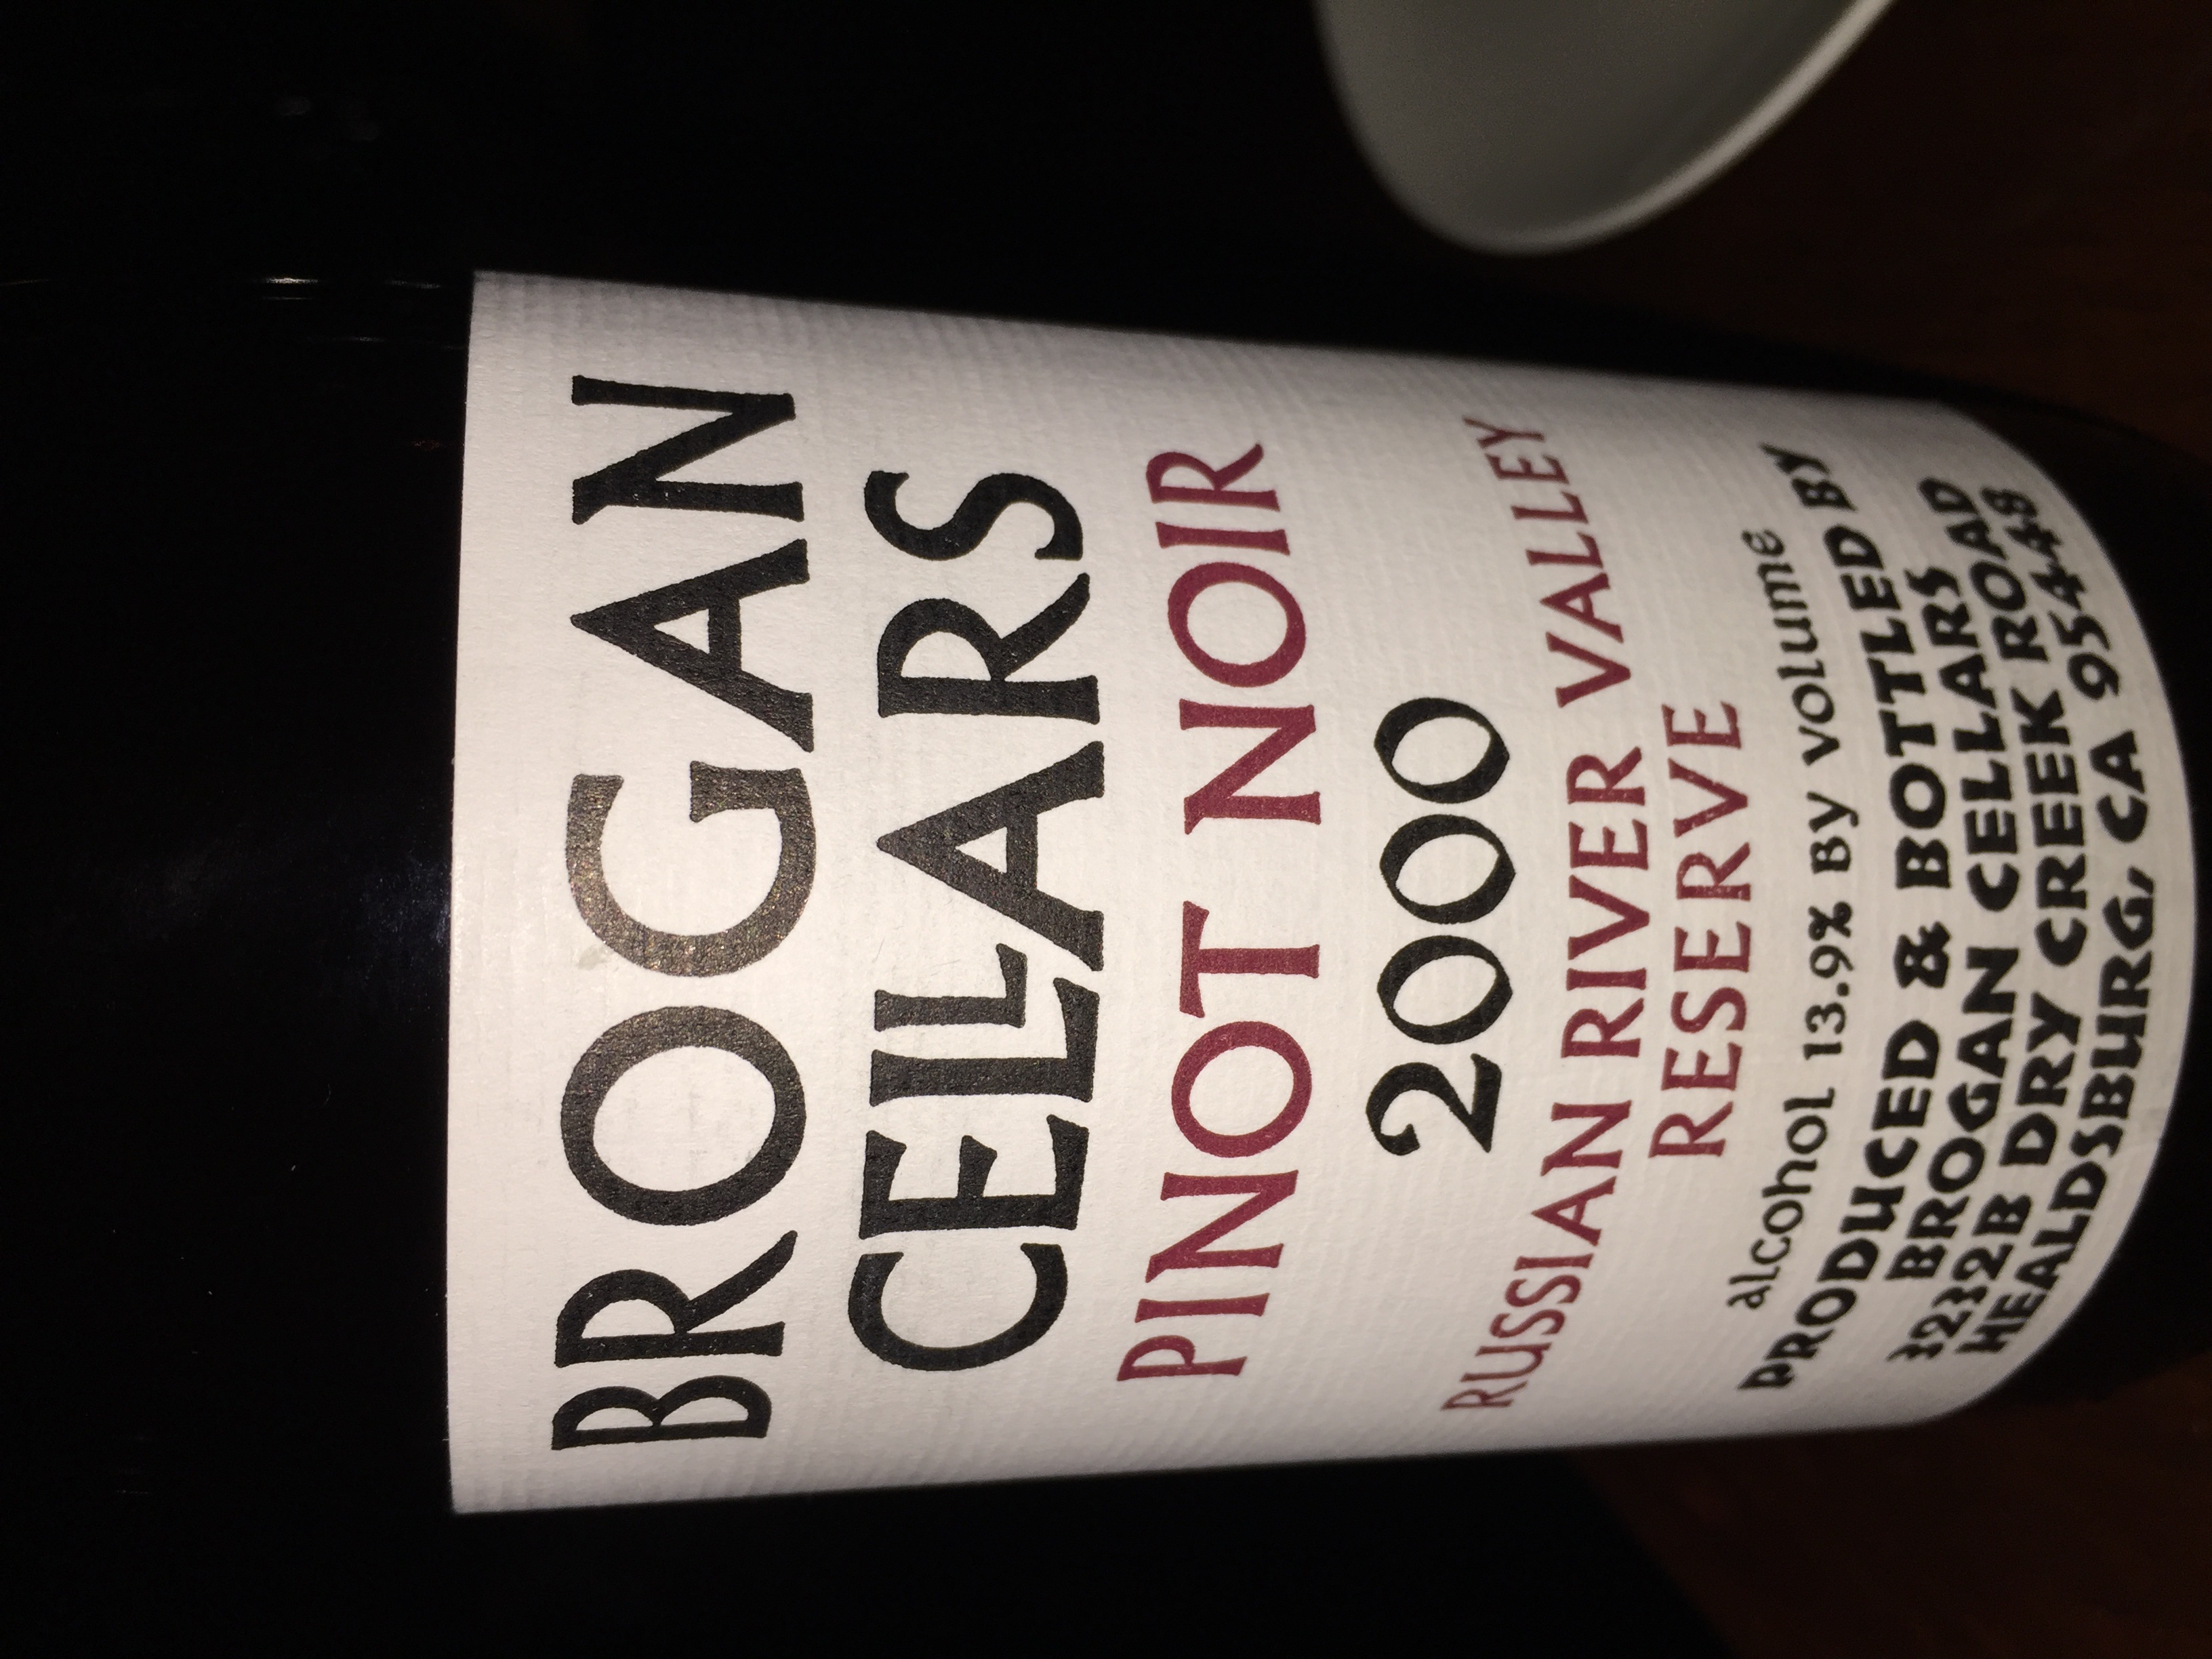 BROGAN
CELLARS
PINOT NOIR
2000
RUSSIAN RIVER VALLEY
RESERVE
alcohol 13.9% By volume
PRODUCED & BOTTLED BY
BROGAN CELLARS
3232B DRY CREEK ROAD
HEALDSBURG, CA 95448